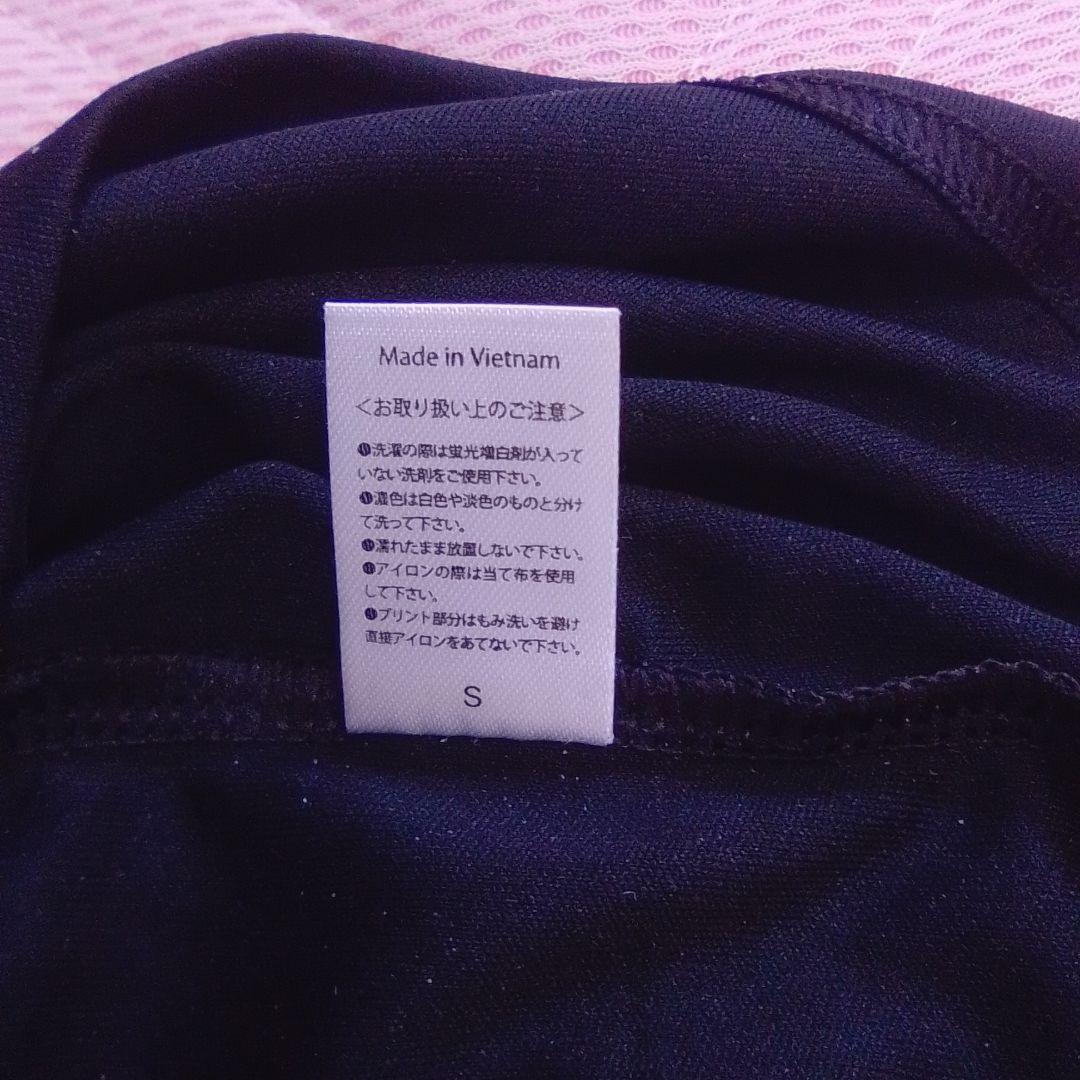 Made in Vietnam
<お取り扱い上のご注意>
●洗濯の際は蛍光増白剤が入って
いない洗剤をご使用下さい。
●濃色は白色や淡色のものと分け
て洗って下さい。
●濡れたまま放置しないで下さい。
●アイロンの際は当て布を使用
して下さい。
●プリント部分はもみ洗いを避け
直接アイロンをあてないで下さい。
S